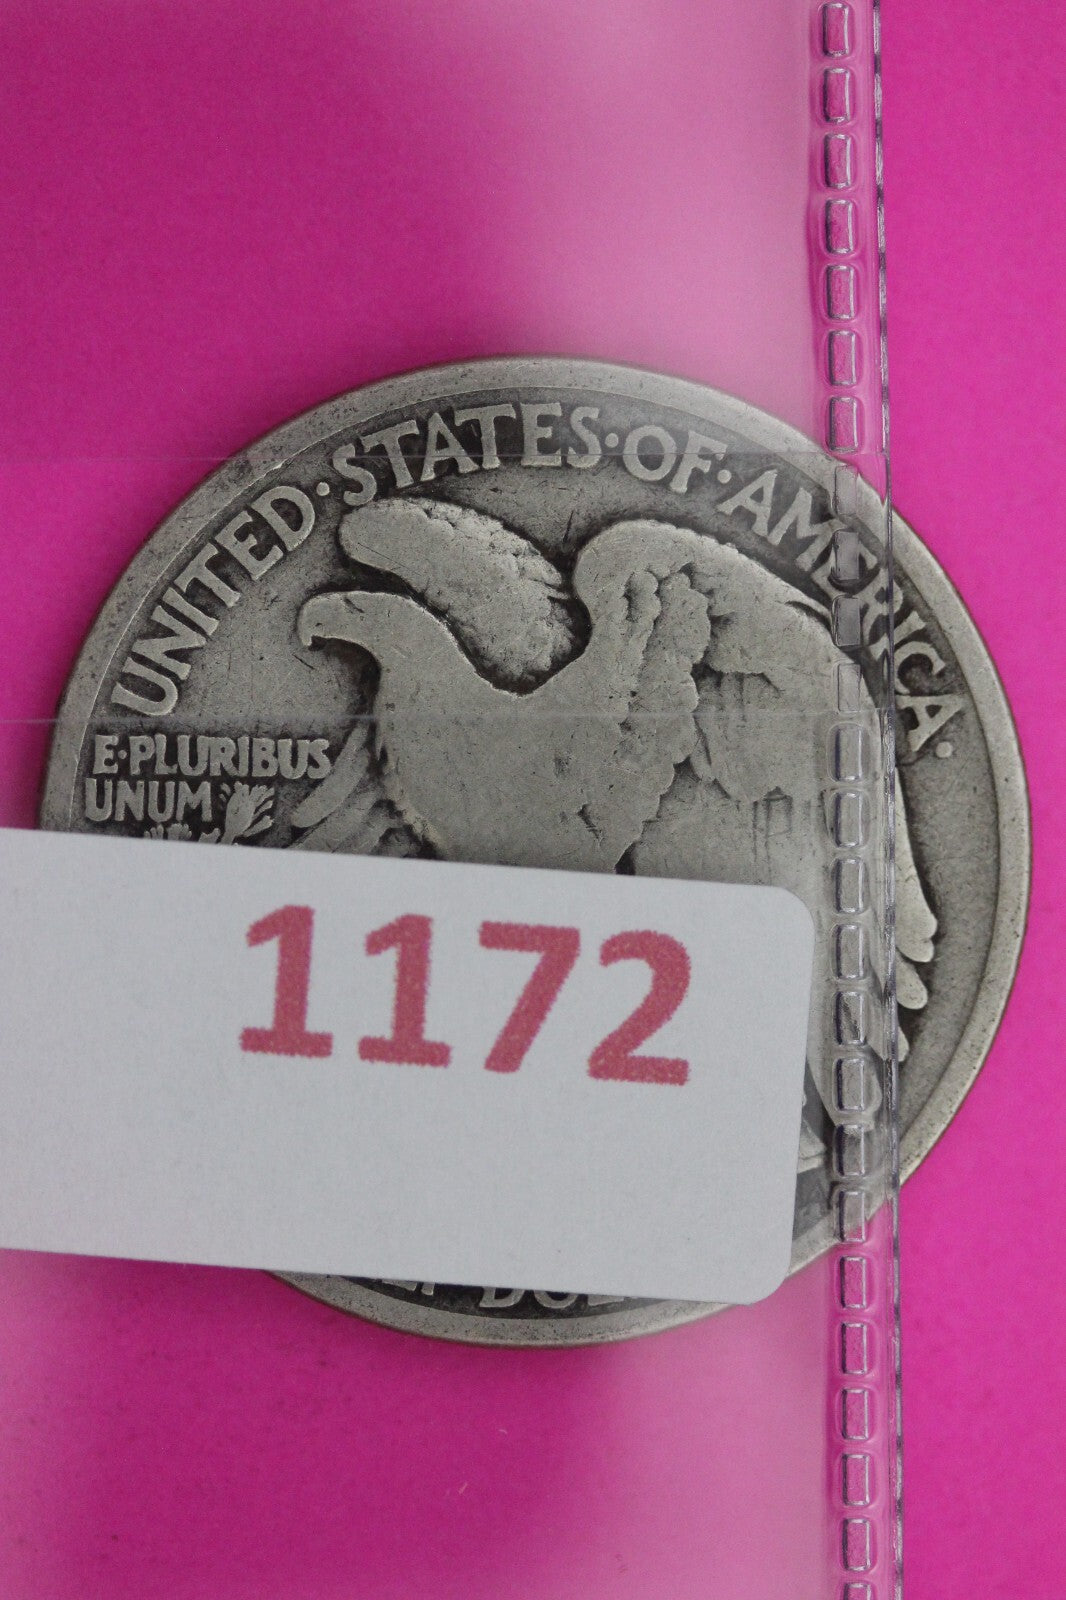 UNITED·STATES·OF·AMERICA·
E·PLURIBUS
UNUM
1172